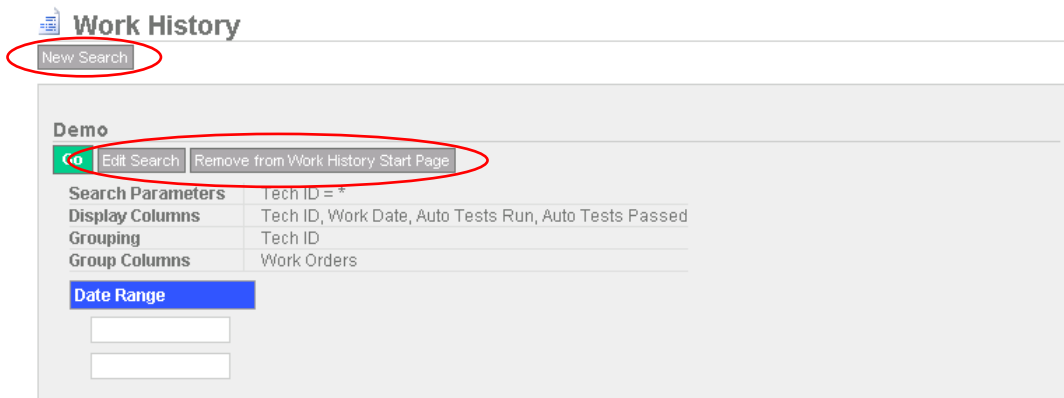 Work History
New Search
Demo
Go Edit Search Remove from Work History Start Page
Search Parameters Tech ID = *
Display Columns Tech ID, Work Date, Auto Tests Run, Auto Tests Passed
Grouping Tech ID
Group Columns Work Orders
Date Range